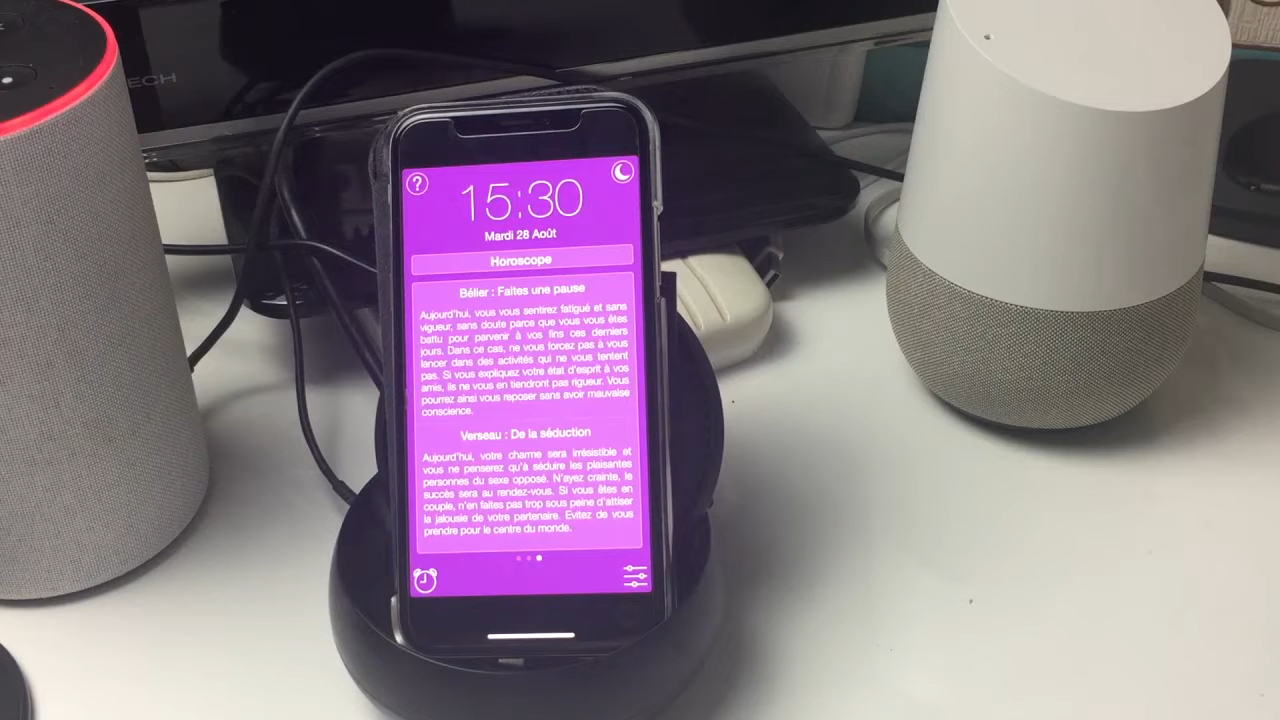 ECH
?
15:30
Mardi 28 Août
Horoscope
Bélier : Faites une pause
Aujourd'hui, vous vous sentirez fatigué et sans
vigueur, sans doute parce que vous vous êtes
battu pour parvenir à vos fins ces derniers
jours. Dans ce cas, ne vous forcez pas à vous
lancer dans des activités qui ne vous tentent
pas. Si vous expliquez votre état d'esprit à vos
amis, ils ne vous en tiendront pas rigueur. Vous
pourrez ainsi vous reposer sans avoir mauvaise
conscience.
Verseau : De la séduction
Aujourd'hui, votre charme sera irrésistible et
vous ne penserez qu'à séduire les plaisantes
personnes du sexe opposé. N'ayez crainte, le
succès sera au rendez-vous. Si vous êtes en
couple, n'en faites pas trop sous peine d'attiser
la jalousie de votre partenaire. Evitez de vous
prendre pour le centre du monde.